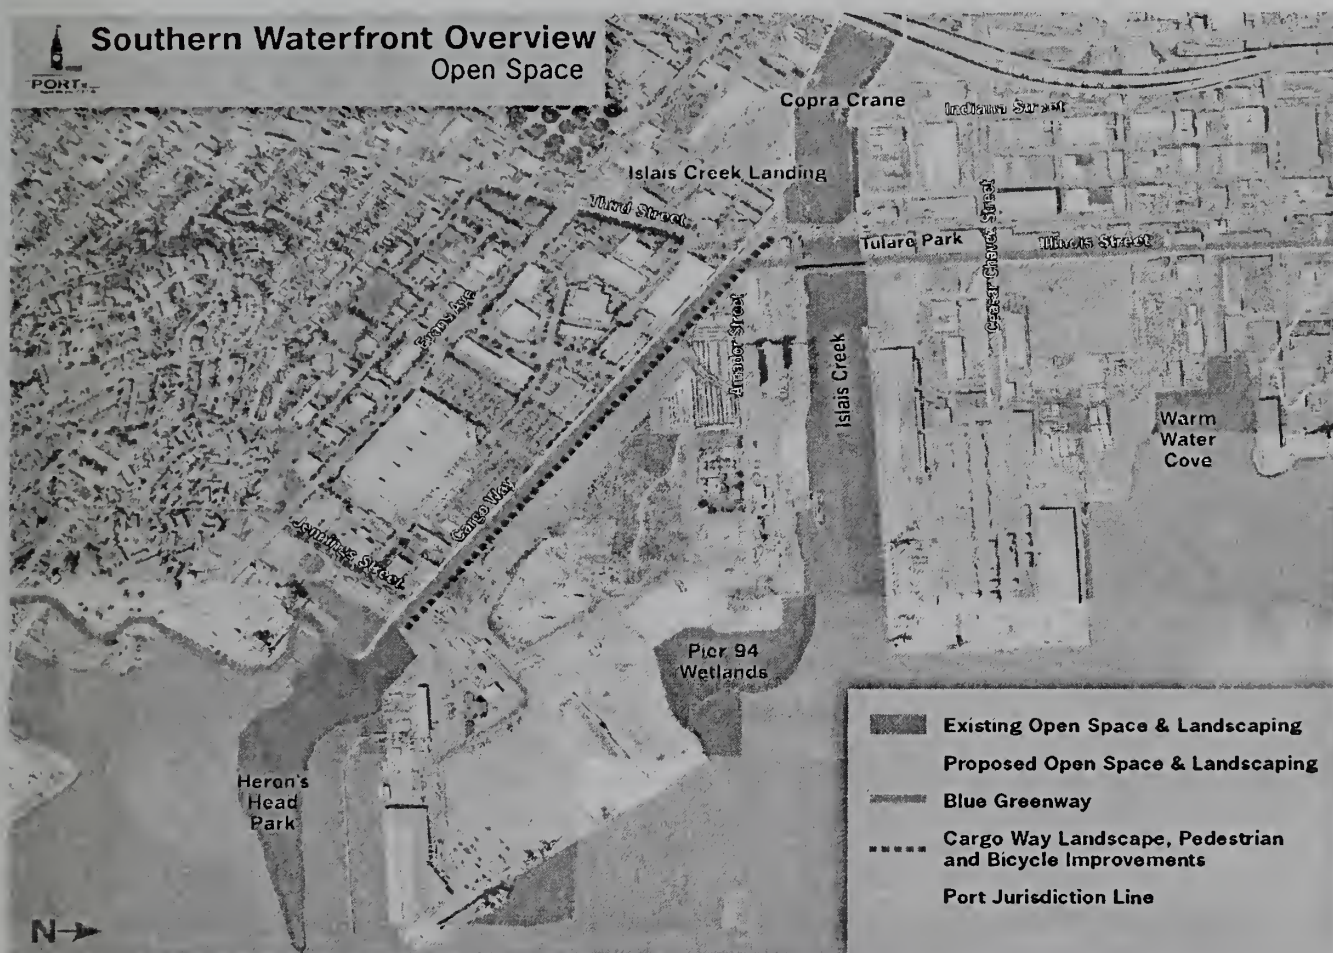 Southern Waterfront Overview
Open Space
PORT
Copra Crane
Indiana Street
Islais Creek Landing
Third Street
Tulare Park
Illinois Street
Ceasar Chavez Street
Evans Ave
Amador Street
Islais Creek
Warm
Water
Cove
Cargo Way
Jennings Street
Pier 94
Wetlands
Heron's
Head
Park
Existing Open Space & Landscaping
Proposed Open Space & Landscaping
Blue Greenway
Cargo Way Landscape, Pedestrian
and Bicycle Improvements
Port Jurisdiction Line
N